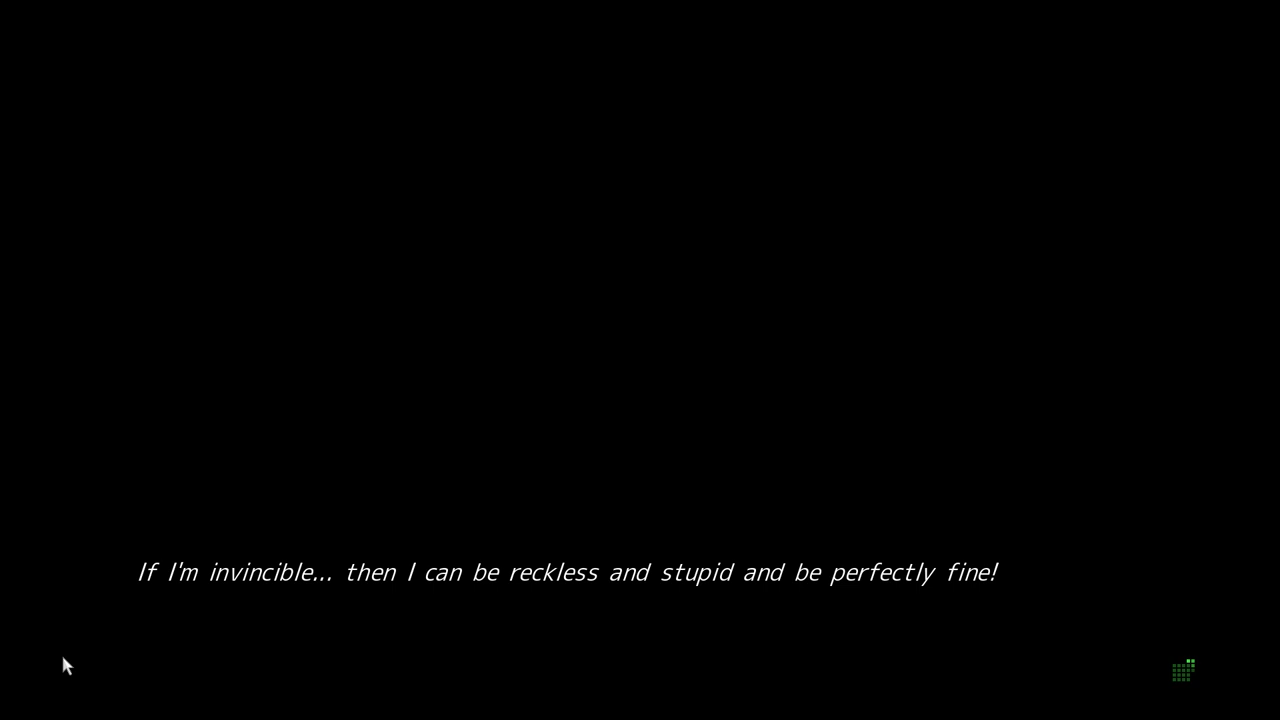 If I'm invincible... then I can be reckless and stupid and be perfectly fine!